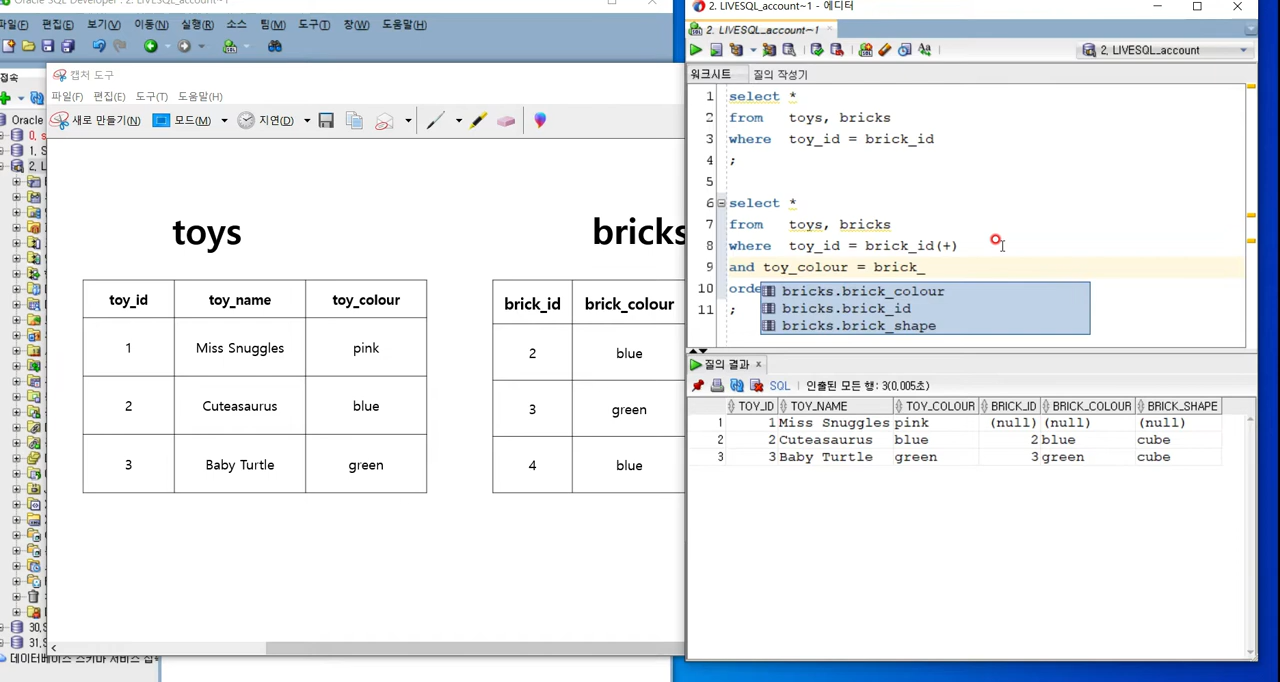 Oracle SQL Developer : 2. LIVESQL_account~1
파일(F) 편집(E) 보기(V) 이동(N) 실행(R) 소스 팀(M) 도구(T) 창(W) 도움말(H)
접속
Oracle
0. s
1. S
2. L
30.
31.
데이터베이스 스키마 서비스 접속
캡처 도구
파일(F) 편집(E) 도구(T) 도움말(H)
새로 만들기(N) 모드(M) 지연(D)
toys
toy_id toy_name toy_colour
1 Miss Snuggles pink
2 Cuteasaurus blue
3 Baby Turtle green
bricks
brick_id brick_colour
2 blue
3 green
4 blue
2. LIVESQL_account~1 - 에디터
2. LIVESQL_account~1
2. LIVESQL_account
워크시트 질의 작성기
1 select *
2 from toys, bricks
3 where toy_id = brick_id
4 ;
5
6 select *
7 from toys, bricks
8 where toy_id = brick_id(+)
9 and toy_colour = brick_
10 orde
bricks.brick_colour
bricks.brick_id
11 ;
bricks.brick_shape
질의 결과 x
SQL | 인출된 모든 행: 3(0,005초)
TOY_ID TOY_NAME TOY_COLOUR BRICK_ID BRICK_COLOUR BRICK_SHAPE
1 1 Miss Snuggles pink (null) (null) (null)
2 2 Cuteasaurus blue 2 blue cube
3 3 Baby Turtle green 3 green cube